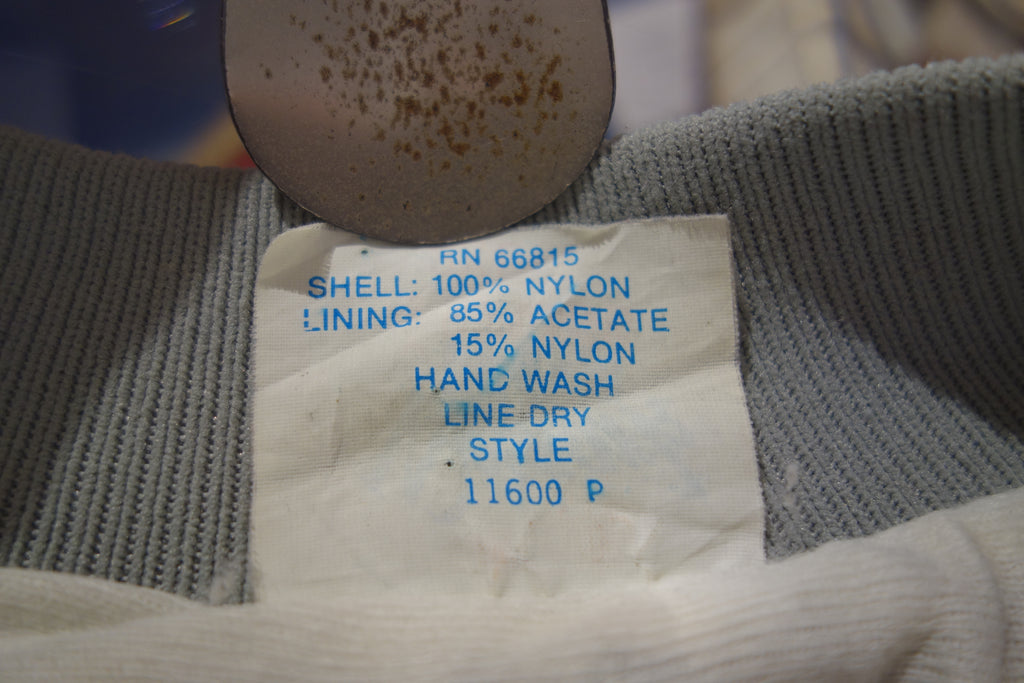 RN 66815
SHELL: 100% NYLON
LINING: 85% ACETATE
15% NYLON
HAND WASH
LINE DRY
STYLE
11600 P